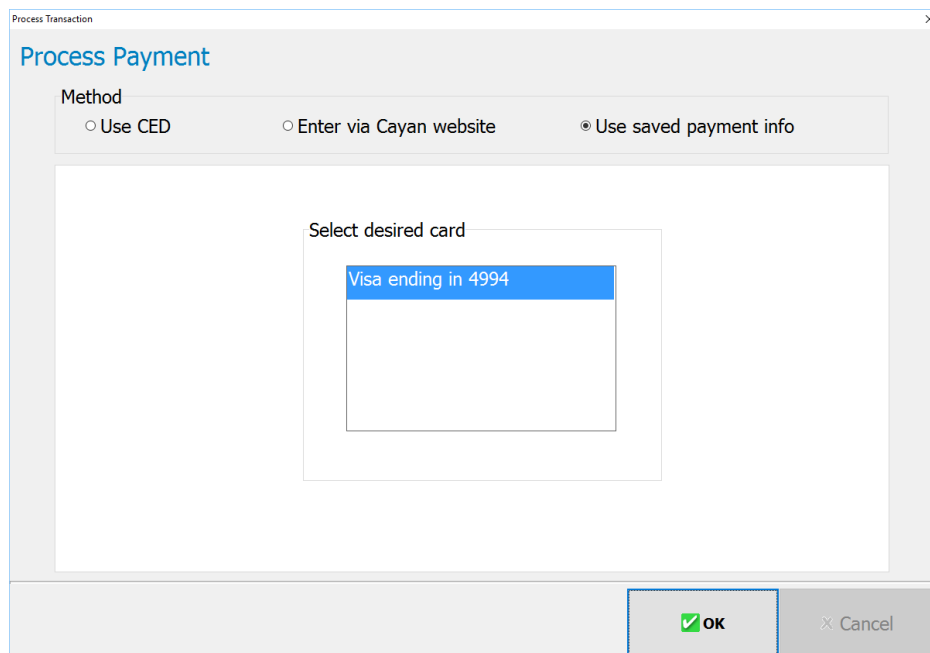 Process Transaction
Process Payment
Method
Use CED
Enter via Cayan website
Use saved payment info
Select desired card
Visa ending in 4994
OK
Cancel